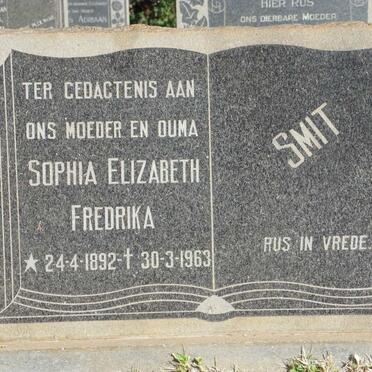 HIER RUS
ONS DIERBARE MOEDER
ADRIAAN
TER GEDACTENIS AAN
ONS MOEDER EN OUMA
SOPHIA ELIZABETH
FREDRIKA
★ 24-4-1892-† 30-3-1963
SMIT
RUS IN VREDE.